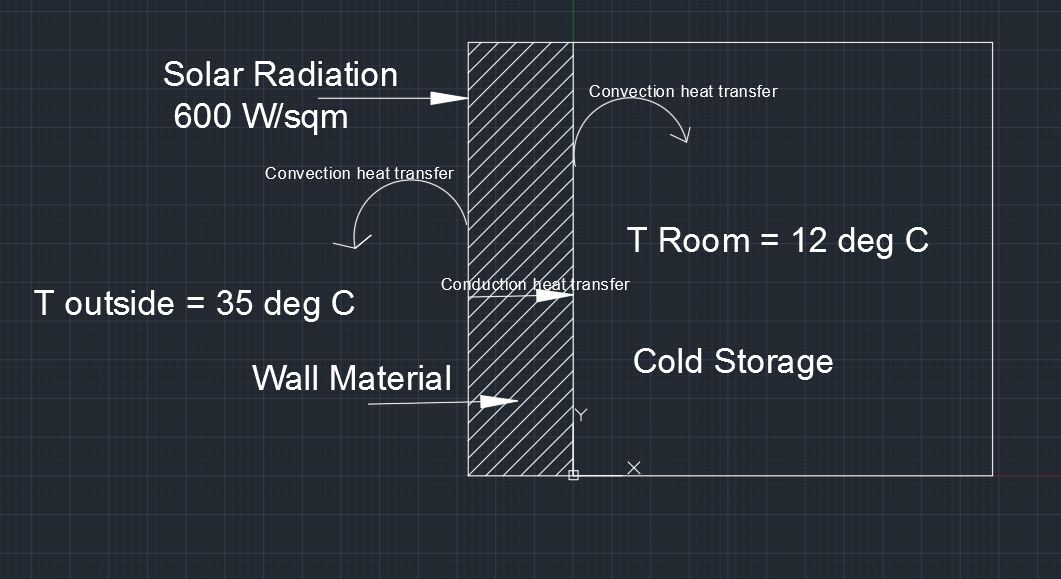 Solar Radiation
600 W/sqm
Convection heat transfer
Convection heat transfer
T Room = 12 deg C
Conduction heat transfer
T outside = 35 deg C
Cold Storage
Wall Material
Y
X